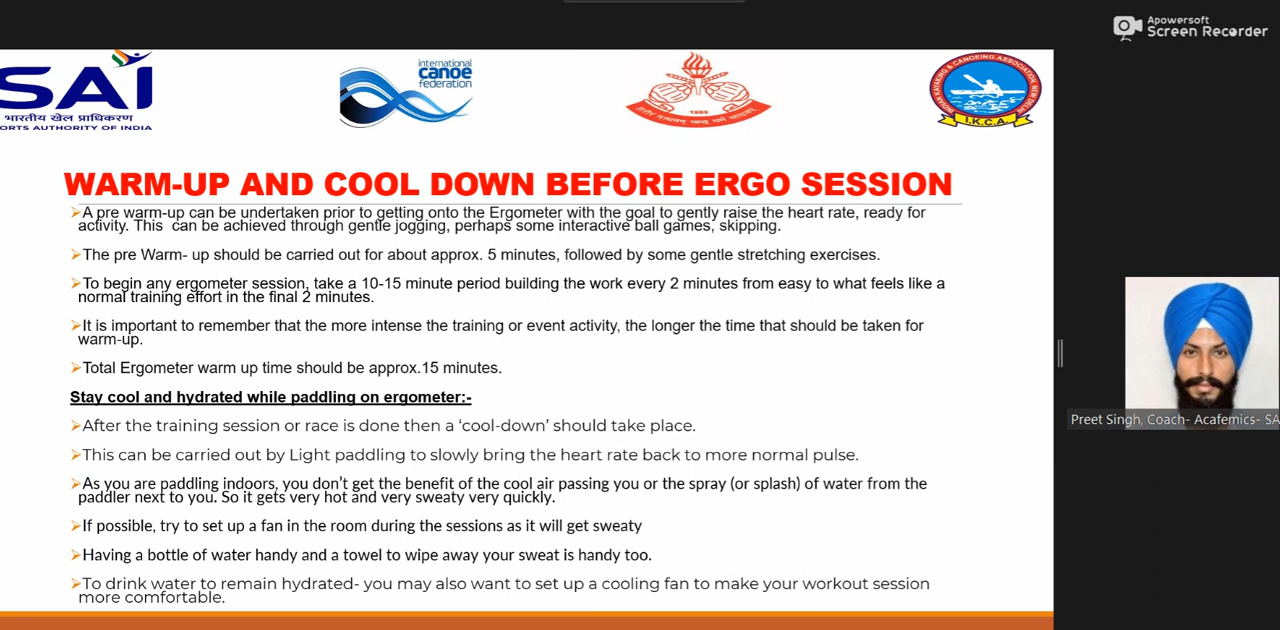 Apowersoft
Screen Recorder
SAI
भारतीय खेल प्राधिकरण
ORTS AUTHORITY OF INDIA
international
canoe
federation
1985
INDIAN KAYAKING & CANOEING ASSOCIATION, NEW DELHI
I.K.C.A.
WARM-UP AND COOL DOWN BEFORE ERGO SESSION
➢A pre warm-up can be undertaken prior to getting onto the Ergometer with the goal to gently raise the heart rate, ready for
activity. This can be achieved through gentle jogging, perhaps some interactive ball games, skipping.
➢The pre Warm- up should be carried out for about approx. 5 minutes, followed by some gentle stretching exercises.
➢To begin any ergometer session, take a 10-15 minute period building the work every 2 minutes from easy to what feels like a
normal training effort in the final 2 minutes.
➢It is important to remember that the more intense the training or event activity, the longer the time that should be taken for
warm-up.
➢Total Ergometer warm up time should be approx.15 minutes.
Stay cool and hydrated while paddling on ergometer:-
➢After the training session or race is done then a ‘cool-down’ should take place.
➢This can be carried out by Light paddling to slowly bring the heart rate back to more normal pulse.
➢As you are paddling indoors, you don’t get the benefit of the cool air passing you or the spray (or splash) of water from the
paddler next to you. So it gets very hot and very sweaty very quickly.
➢If possible, try to set up a fan in the room during the sessions as it will get sweaty
➢Having a bottle of water handy and a towel to wipe away your sweat is handy too.
➢To drink water to remain hydrated- you may also want to set up a cooling fan to make your workout session
more comfortable.
Preet Singh, Coach- Acafemics- SA